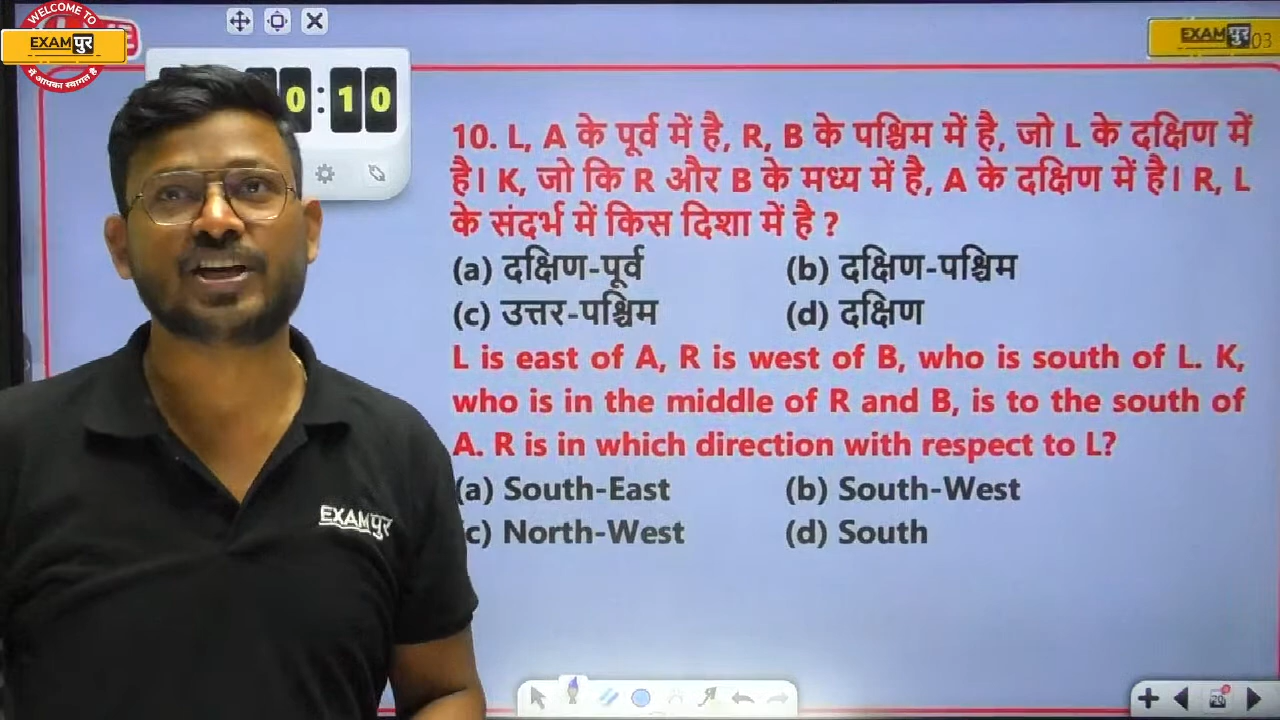 WELCOME TO
EXAMपुर
में आपका स्वागत है
EXAMपुर
03
0:10
10. L, A के पूर्व में है, R, B के पश्चिम में है, जो L के दक्षिण में
है। K, जो कि R और B के मध्य में है, A के दक्षिण में है। R, L
के संदर्भ में किस दिशा में है ?
(a) दक्षिण-पूर्व (b) दक्षिण-पश्चिम
(c) उत्तर-पश्चिम (d) दक्षिण
L is east of A, R is west of B, who is south of L. K,
who is in the middle of R and B, is to the south of
A. R is in which direction with respect to L?
(a) South-East (b) South-West
c) North-West (d) South
EXAMपुर